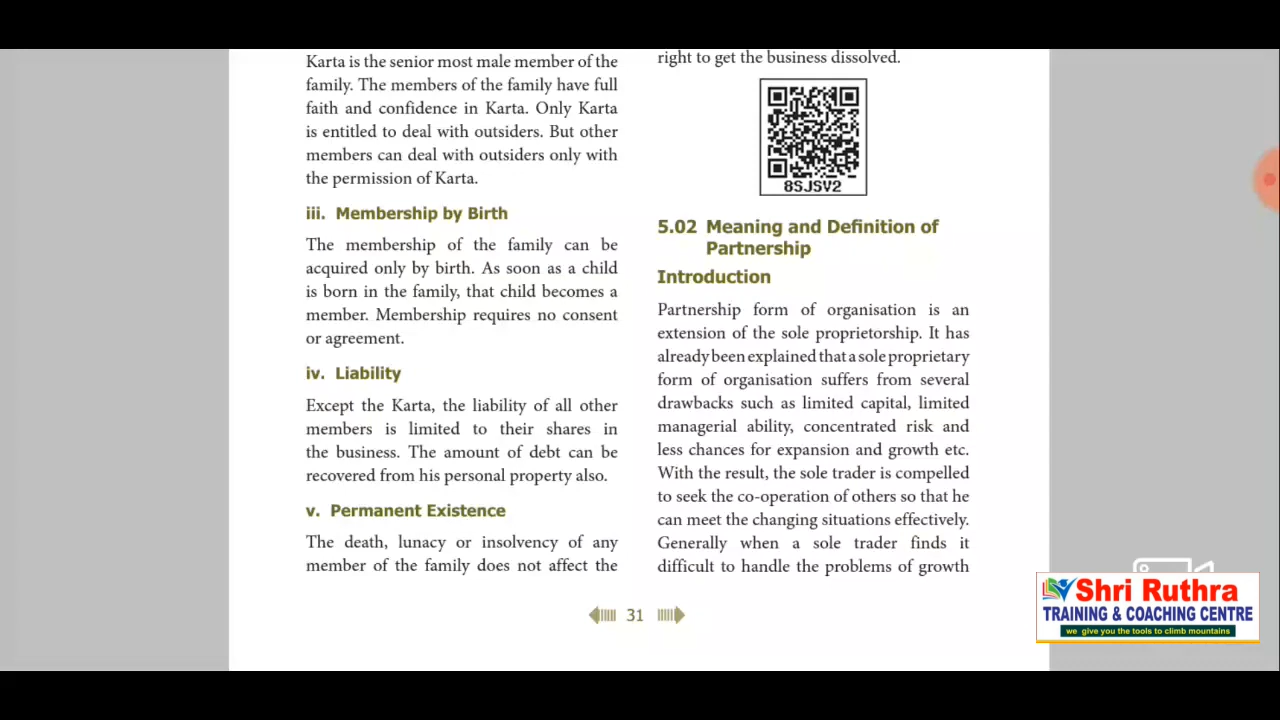 Karta is the senior most male member of the
family. The members of the family have full
faith and confidence in Karta. Only Karta
is entitled to deal with outsiders. But other
members can deal with outsiders only with
the permission of Karta.
iii. Membership by Birth
The membership of the family can be
acquired only by birth. As soon as a child
is born in the family, that child becomes a
member. Membership requires no consent
or agreement.
iv. Liability
Except the Karta, the liability of all other
members is limited to their shares in
the business. The amount of debt can be
recovered from his personal property also.
v. Permanent Existence
The death, lunacy or insolvency of any
member of the family does not affect the
right to get the business dissolved.
8SJSV2
5.02 Meaning and Definition of
Partnership
Introduction
Partnership form of organisation is an
extension of the sole proprietorship. It has
already been explained that a sole proprietary
form of organisation suffers from several
drawbacks such as limited capital, limited
managerial ability, concentrated risk and
less chances for expansion and growth etc.
With the result, the sole trader is compelled
to seek the co-operation of others so that he
can meet the changing situations effectively.
Generally when a sole trader finds it
difficult to handle the problems of growth
31
Shri Ruthra
TRAINING & COACHING CENTRE
we give you the tools to climb mountains